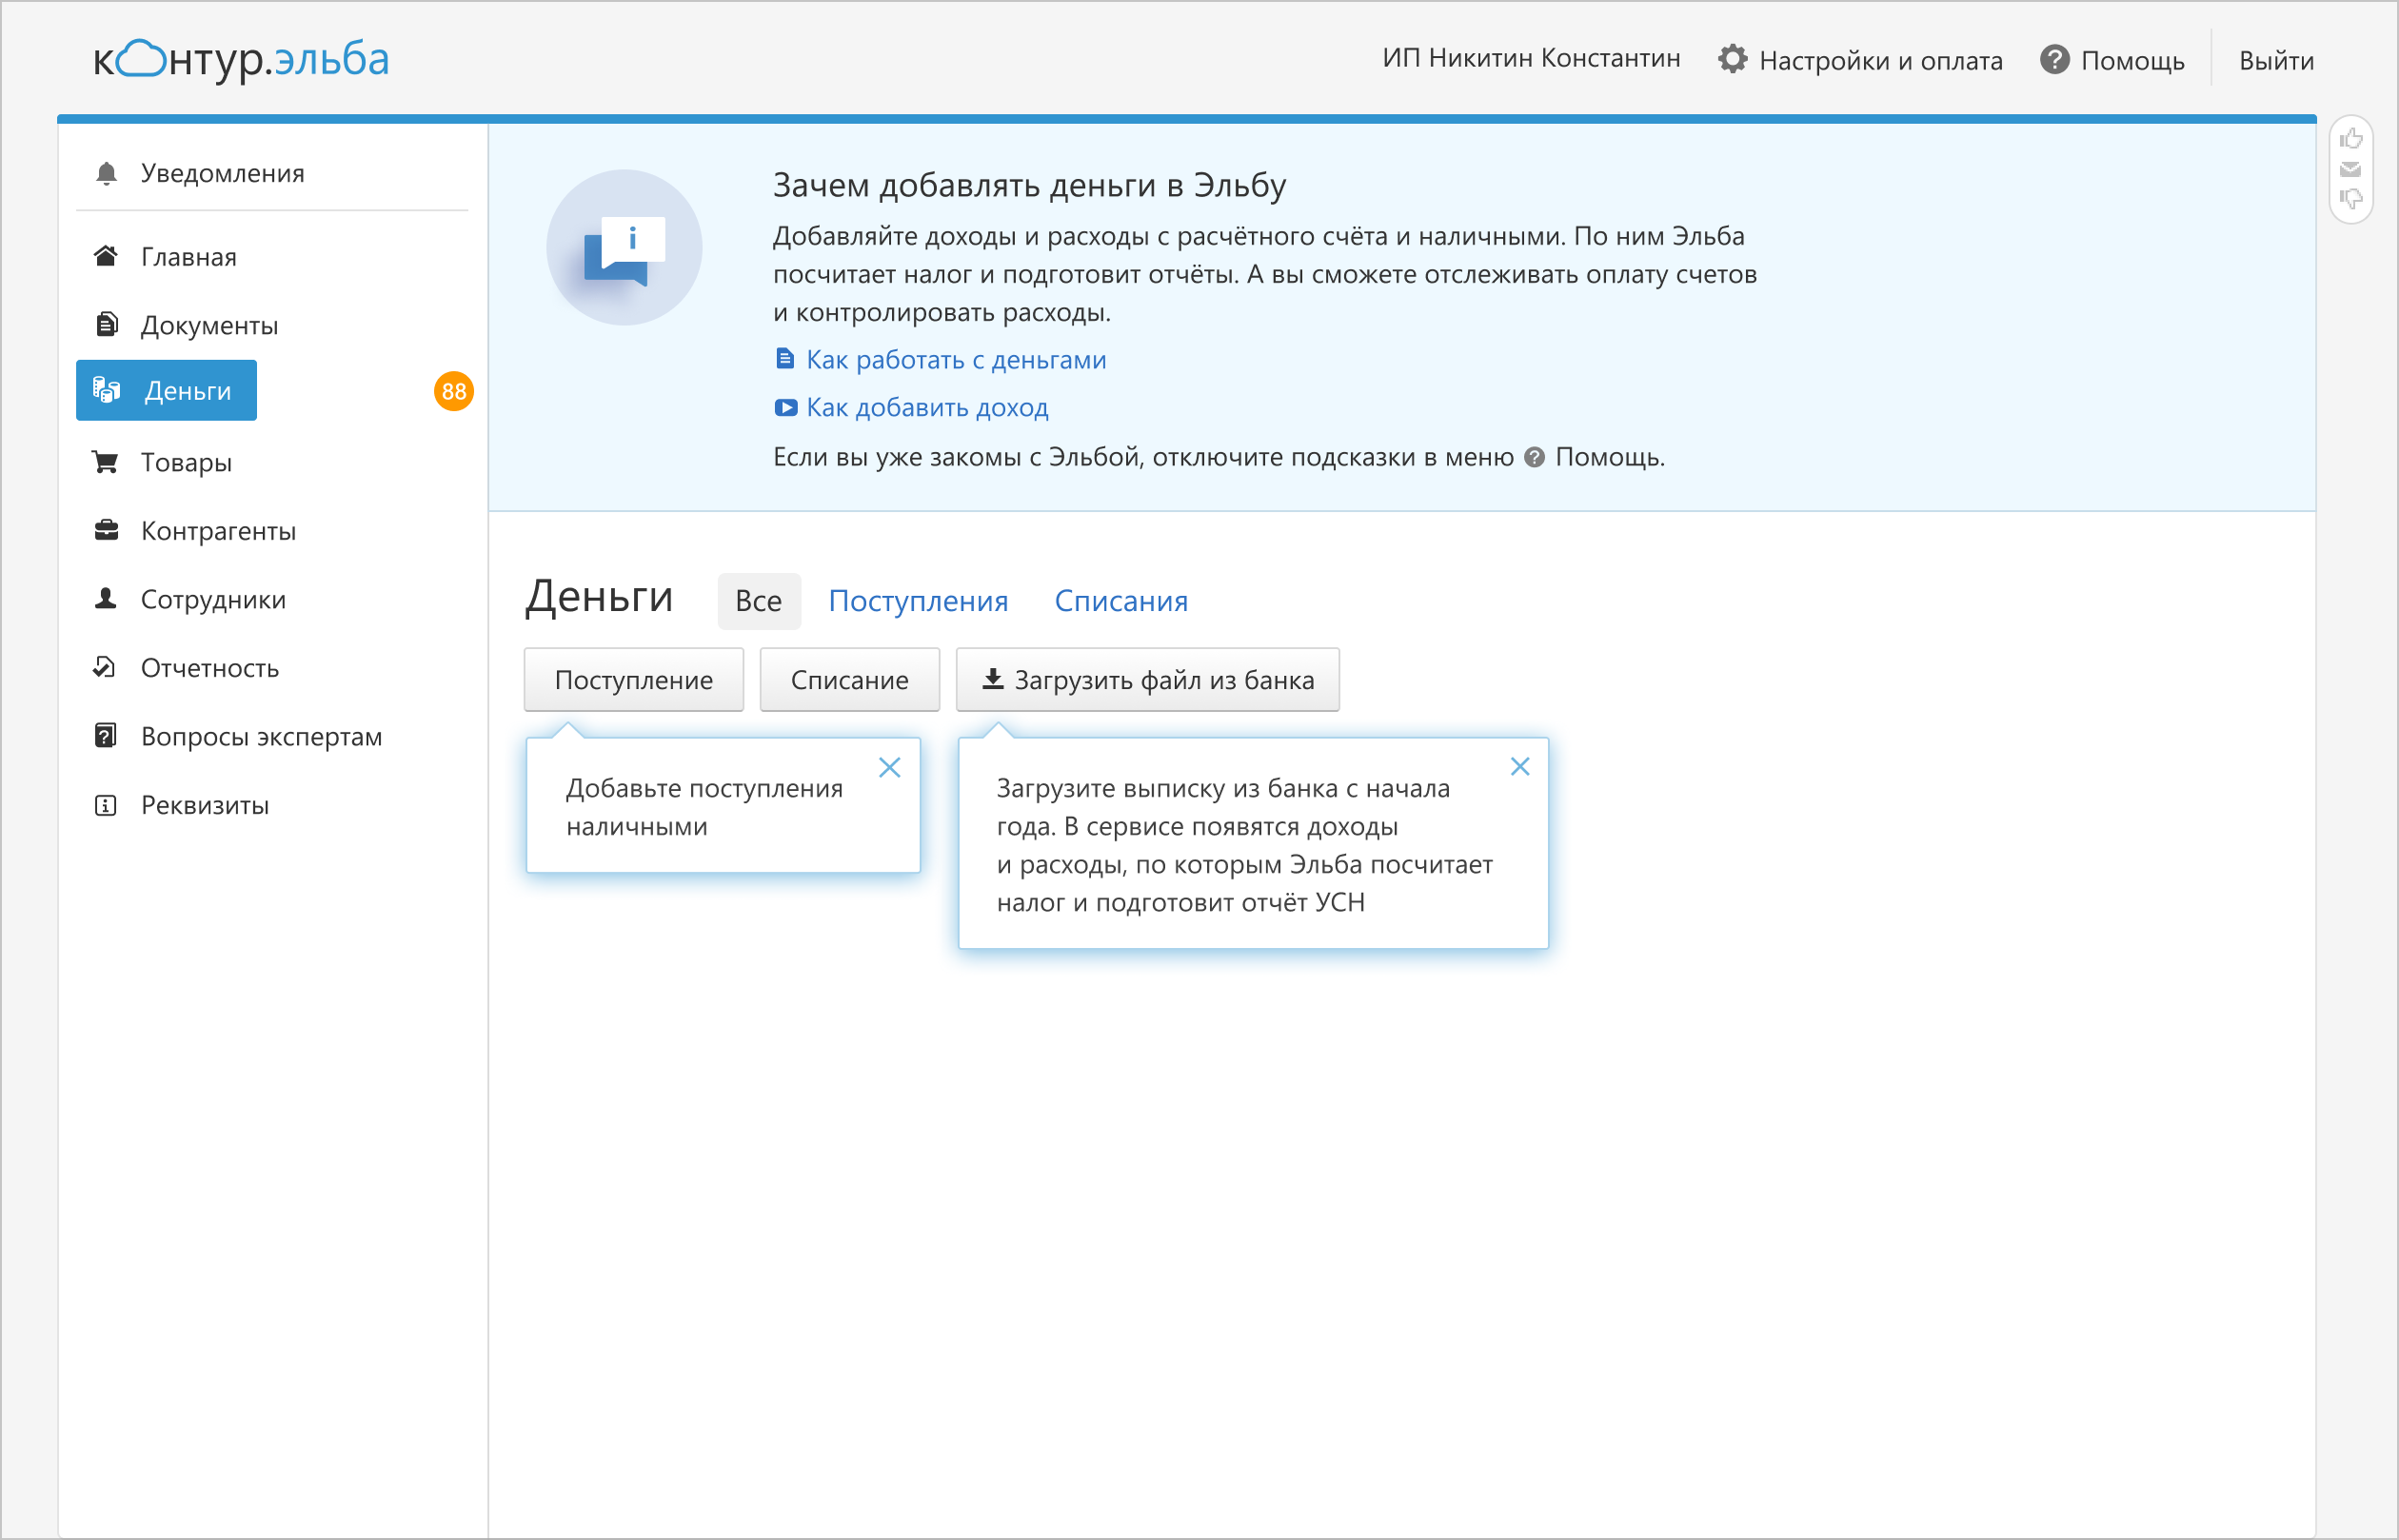 контур.эльба
ИП Никитин Константин
Настройки и оплата
? Помощь
Выйти
Уведомления
Главная
Документы
Деньги
88
Товары
Контрагенты
Сотрудники
Отчетность
Вопросы экспертам
Реквизиты
Зачем добавлять деньги в Эльбу
Добавляйте доходы и расходы с расчётного счёта и наличными. По ним Эльба
посчитает налог и подготовит отчёты. А вы сможете отслеживать оплату счетов
и контролировать расходы.
Как работать с деньгами
Как добавить доход
Если вы уже закомы с Эльбой, отключите подсказки в меню ? Помощь.
Деньги
Все
Поступления
Списания
Поступление
Списание
Загрузить файл из банка
Добавьте поступления
наличными
Загрузите выписку из банка с начала
года. В сервисе появятся доходы
и расходы, по которым Эльба посчитает
налог и подготовит отчёт УСН